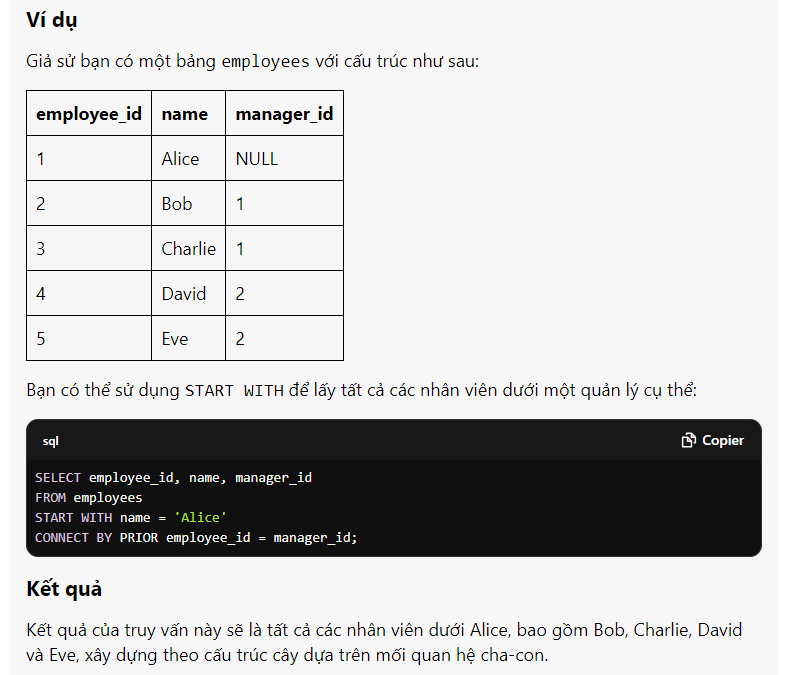 Ví dụ
Giả sử bạn có một bảng employees với cấu trúc như sau:
employee_id name manager_id
1 Alice NULL
2 Bob 1
3 Charlie 1
4 David 2
5 Eve 2
Bạn có thể sử dụng START WITH để lấy tất cả các nhân viên dưới một quản lý cụ thể:
sql Copier
SELECT employee_id, name, manager_id
FROM employees
START WITH name = 'Alice'
CONNECT BY PRIOR employee_id = manager_id;
Kết quả
Kết quả của truy vấn này sẽ là tất cả các nhân viên dưới Alice, bao gồm Bob, Charlie, David
và Eve, xây dựng theo cấu trúc cây dựa trên mối quan hệ cha-con.